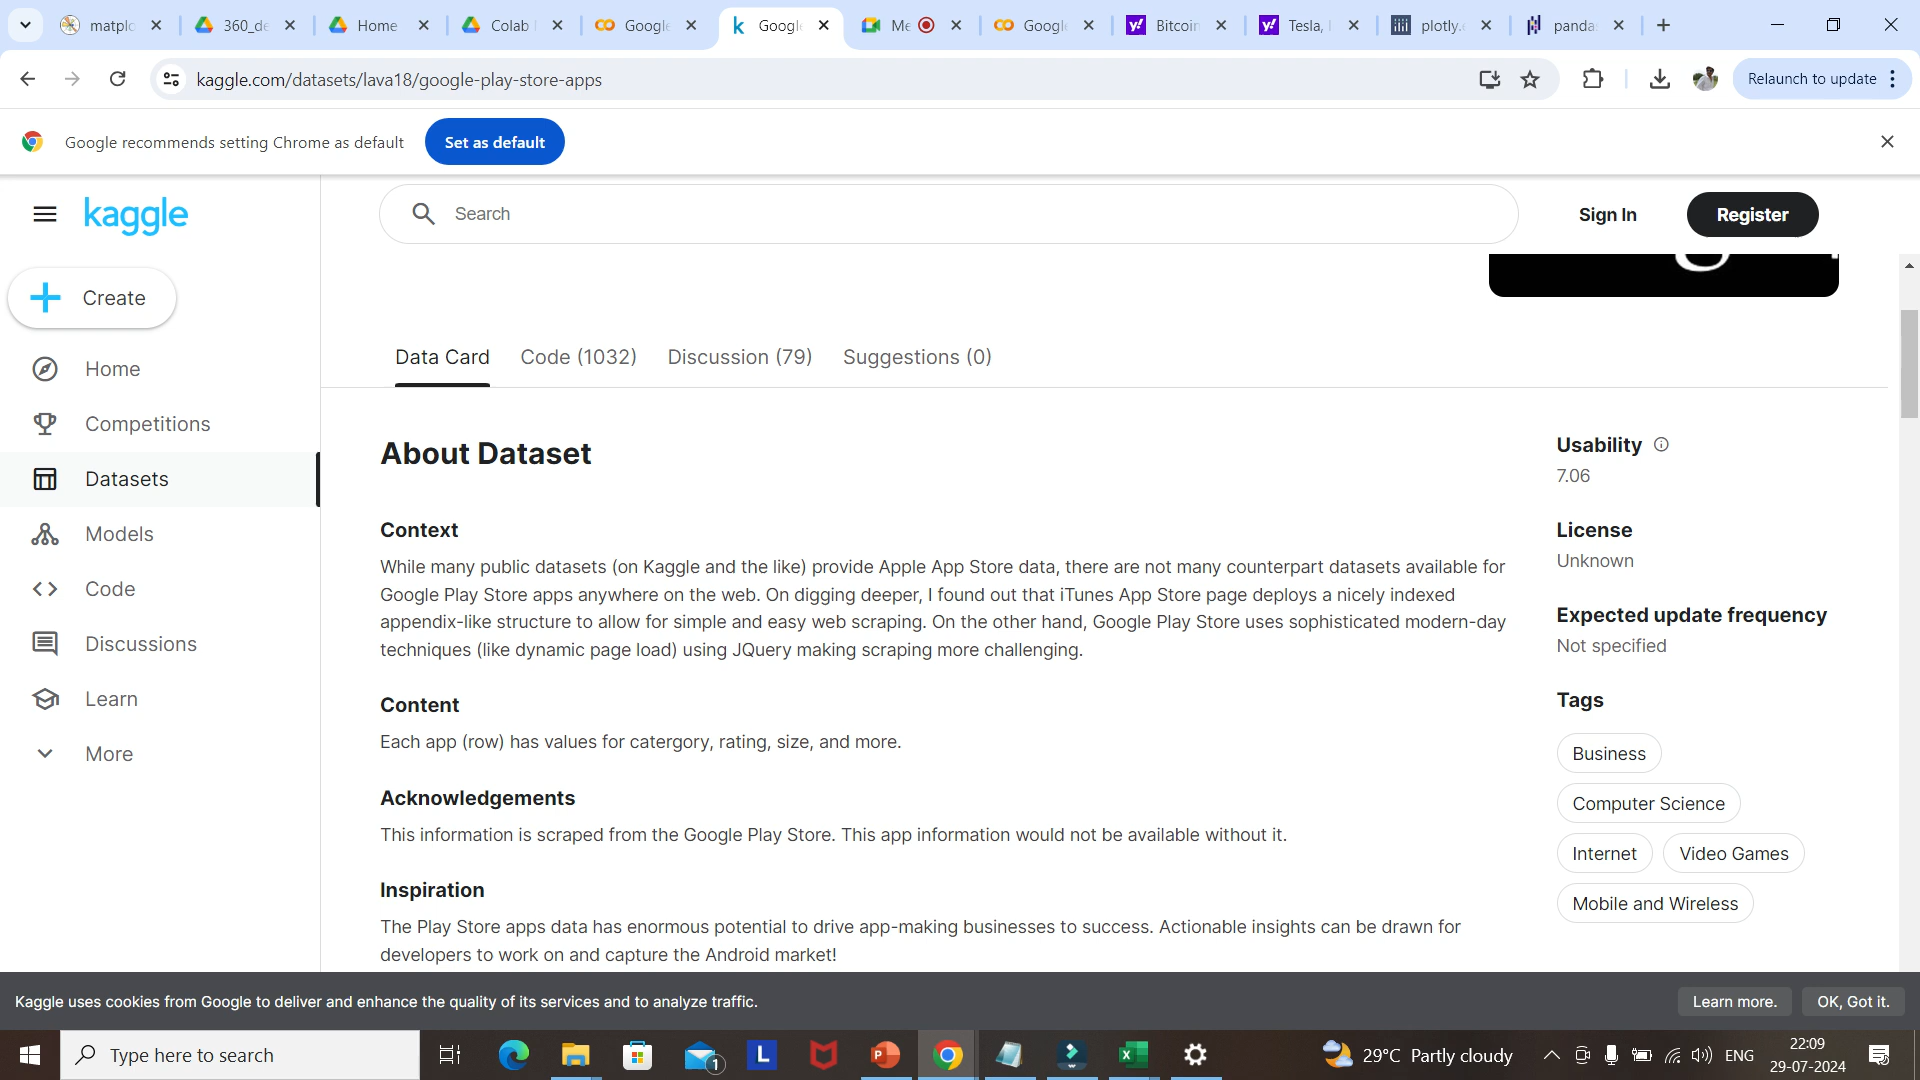 matplo
360_de
Home
Colab
Google
Google
Me
Google
Bitcoin
Tesla,
plotly.e
panda
kaggle.com/datasets/lava18/google-play-store-apps
Relaunch to update
Google recommends setting Chrome as default
Set as default
kaggle
Search
Sign In
Register
Create
Home
Competitions
Datasets
Models
Code
Discussions
Learn
More
Data Card
Code (1032)
Discussion (79)
Suggestions (0)
About Dataset
Context
While many public datasets (on Kaggle and the like) provide Apple App Store data, there are not many counterpart datasets available for
Google Play Store apps anywhere on the web. On digging deeper, I found out that iTunes App Store page deploys a nicely indexed
appendix-like structure to allow for simple and easy web scraping. On the other hand, Google Play Store uses sophisticated modern-day
techniques (like dynamic page load) using JQuery making scraping more challenging.
Content
Each app (row) has values for catergory, rating, size, and more.
Acknowledgements
This information is scraped from the Google Play Store. This app information would not be available without it.
Inspiration
The Play Store apps data has enormous potential to drive app-making businesses to success. Actionable insights can be drawn for
developers to work on and capture the Android market!
Usability
7.06
License
Unknown
Expected update frequency
Not specified
Tags
Business
Computer Science
Internet
Video Games
Mobile and Wireless
Kaggle uses cookies from Google to deliver and enhance the quality of its services and to analyze traffic.
Learn more.
OK, Got it.
Type here to search
1
L
29°C Partly cloudy
ENG
22:09
29-07-2024